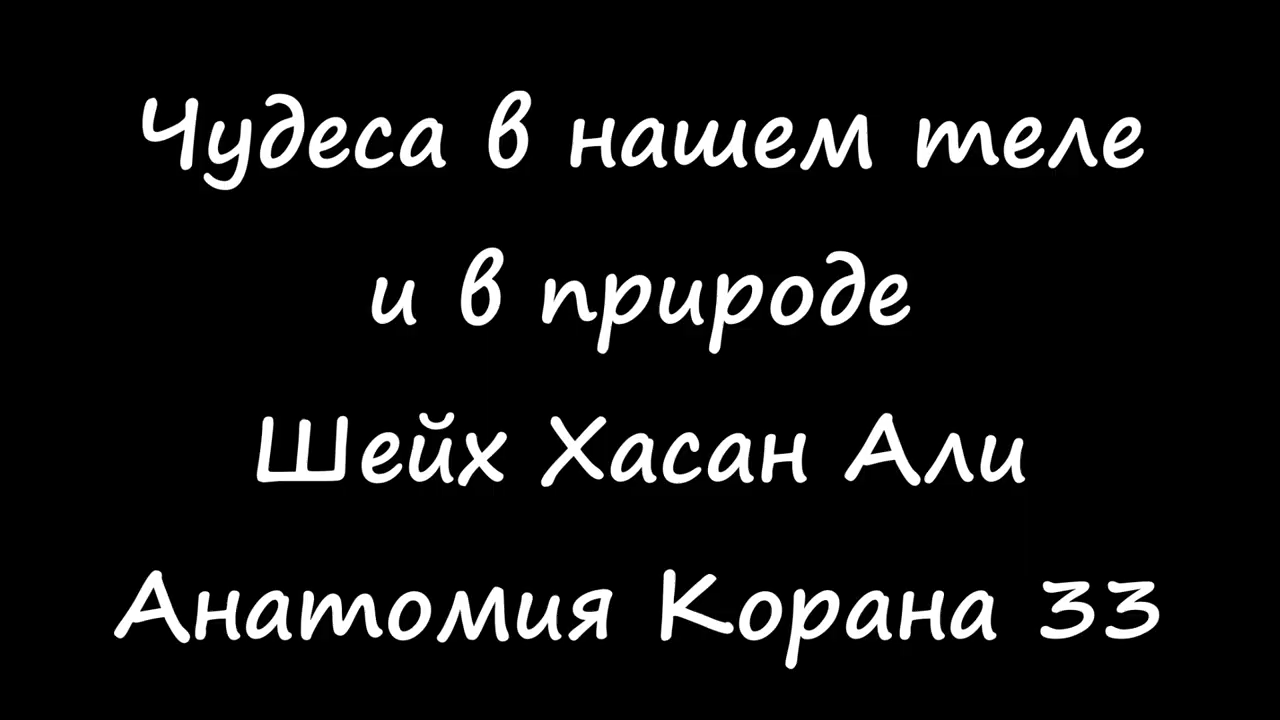 Чудеса в нашем теле
и в природе
Шейх Хасан Али
Анатомия Корана 33